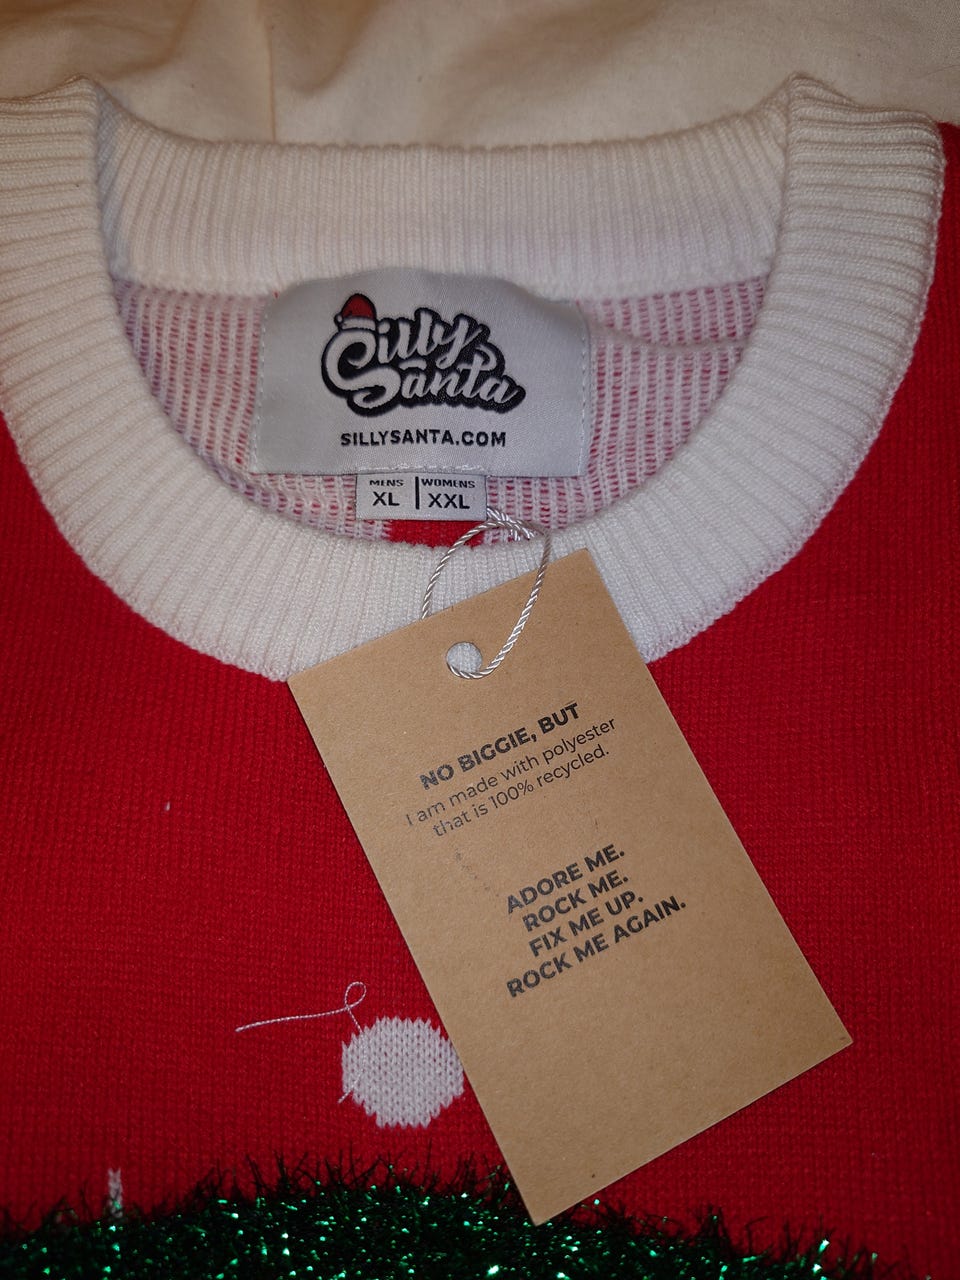 Silly
Santa
SILLYSANTA.COM
MENS WOMENS
XL XXL
NO BIGGIE, BUT
I am made with polyester
that is 100% recycled.
ADORE ME.
ROCK ME.
FIX ME UP.
ROCK ME AGAIN.